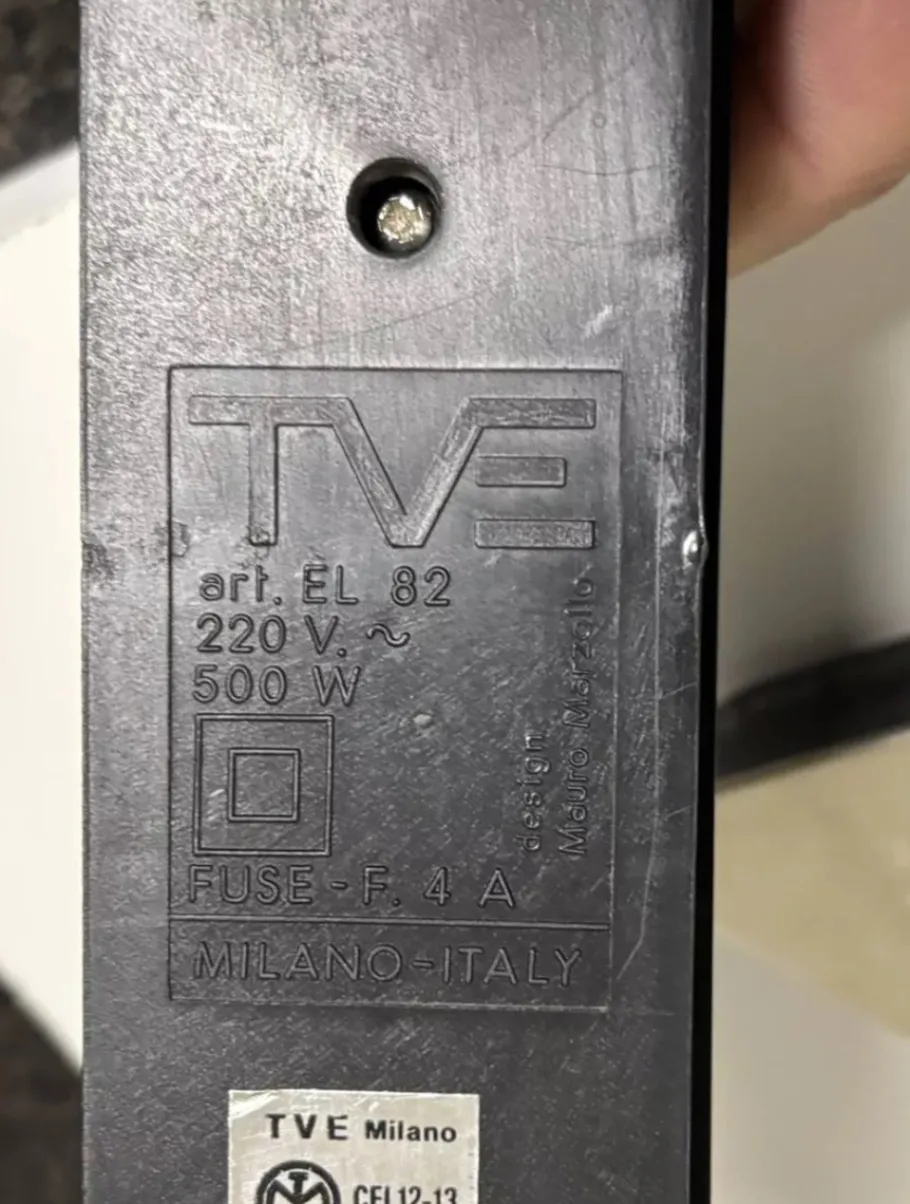 TVE
art. EL 82
220 V. ~
500 W
design
Mauro Marzollo
FUSE - F. 4 A
MILANO-ITALY
TVE Milano
CEI 12-13